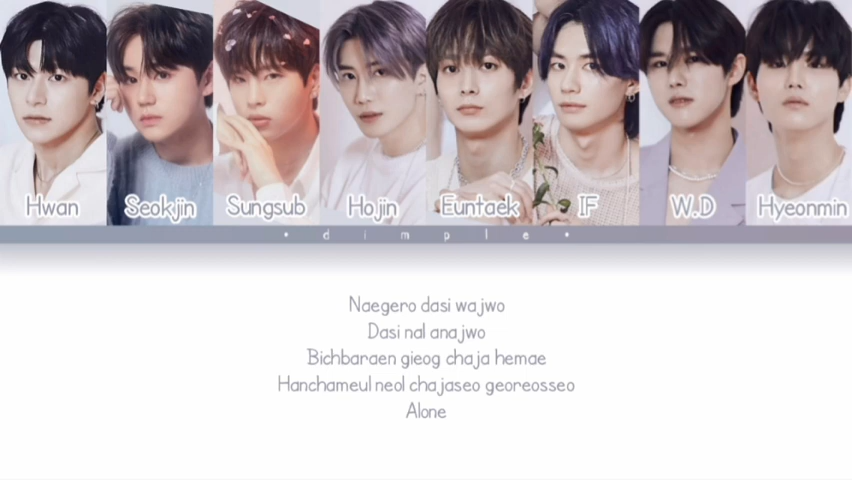 Hwan Seokjin Sungsub Hojin Euntaek IF W.D Hyeonmin
• dimple •
Naegero dasi wajwo
Dasi nal anajwo
Bichbaraen gieog chaja hemae
Hanchameul neol chajaseo georeosseo
Alone